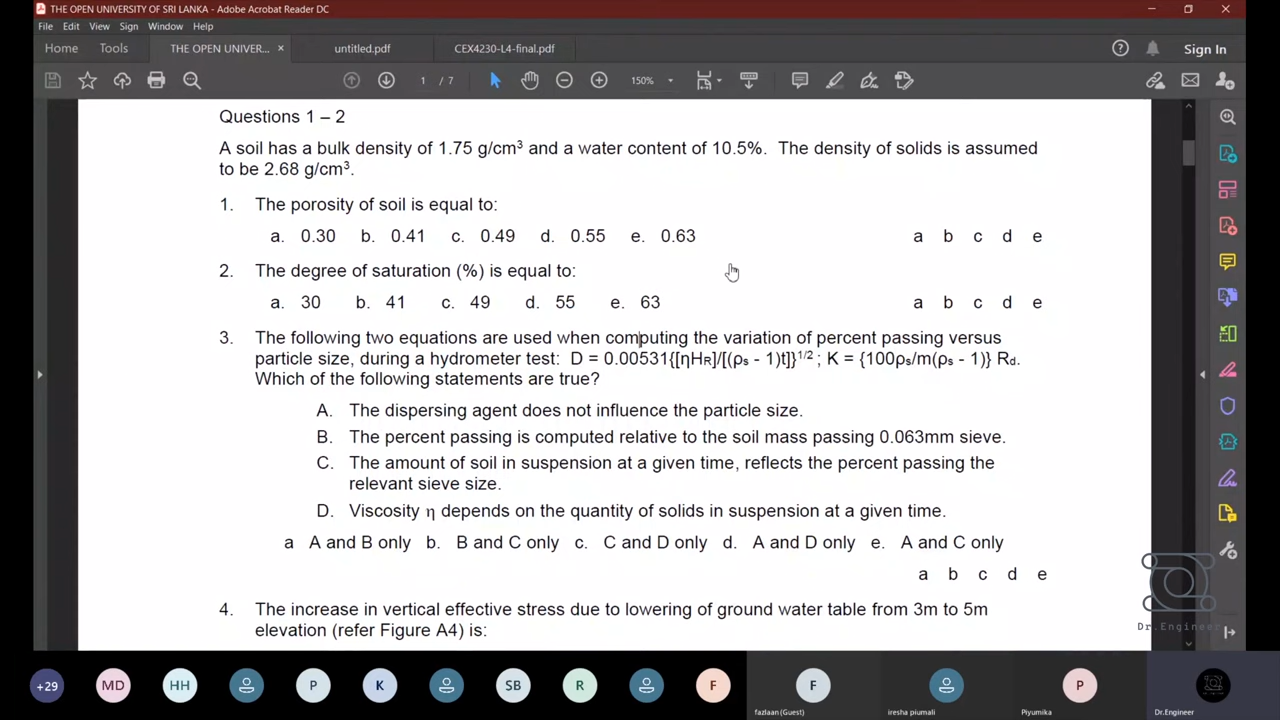 THE OPEN UNIVERSITY OF SRI LANKA - Adobe Acrobat Reader DC
File Edit View Sign Window Help
Home Tools THE OPEN UNIVER... × untitled.pdf CEX4230-L4-final.pdf Sign In
1 / 7 150%
Questions 1 – 2
A soil has a bulk density of 1.75 g/cm³ and a water content of 10.5%. The density of solids is assumed
to be 2.68 g/cm³.
1. The porosity of soil is equal to:
a. 0.30 b. 0.41 c. 0.49 d. 0.55 e. 0.63 a b c d e
2. The degree of saturation (%) is equal to:
a. 30 b. 41 c. 49 d. 55 e. 63 a b c d e
3. The following two equations are used when computing the variation of percent passing versus
particle size, during a hydrometer test: D = 0.00531{[ηHR]/[(ρs - 1)t]}1/2 ; K = {100ρs/m(ρs - 1)} Rd.
Which of the following statements are true?
A. The dispersing agent does not influence the particle size.
B. The percent passing is computed relative to the soil mass passing 0.063mm sieve.
C. The amount of soil in suspension at a given time, reflects the percent passing the
relevant sieve size.
D. Viscosity η depends on the quantity of solids in suspension at a given time.
a A and B only b. B and C only c. C and D only d. A and D only e. A and C only
a b c d e
4. The increase in vertical effective stress due to lowering of ground water table from 3m to 5m
elevation (refer Figure A4) is:
Dr.Engineer
+29 MD HH P K SB R F F P
fazlaan (Guest) iresha piumali Piyumika Dr.Engineer